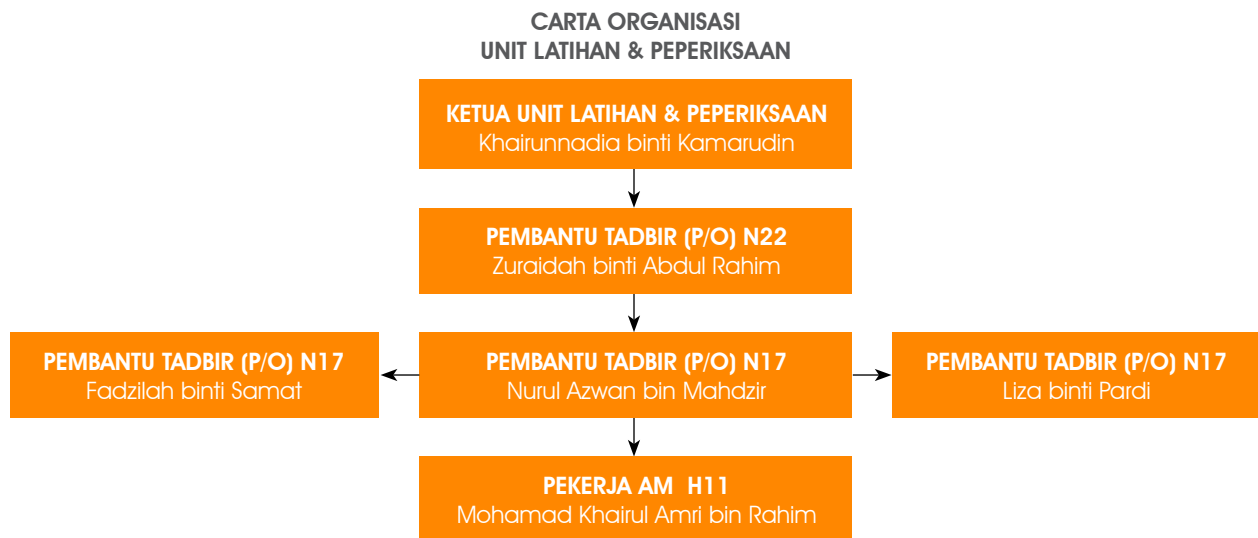 CARTA ORGANISASI
UNIT LATIHAN & PEPERIKSAAN
KETUA UNIT LATIHAN & PEPERIKSAAN
Khairunnadia binti Kamarudin
PEMBANTU TADBIR (P/O) N22
Zuraidah binti Abdul Rahim
PEMBANTU TADBIR (P/O) N17
Fadzilah binti Samat
PEMBANTU TADBIR (P/O) N17
Nurul Azwan bin Mahdzir
PEMBANTU TADBIR (P/O) N17
Liza binti Pardi
PEKERJA AM  H11
Mohamad Khairul Amri bin Rahim